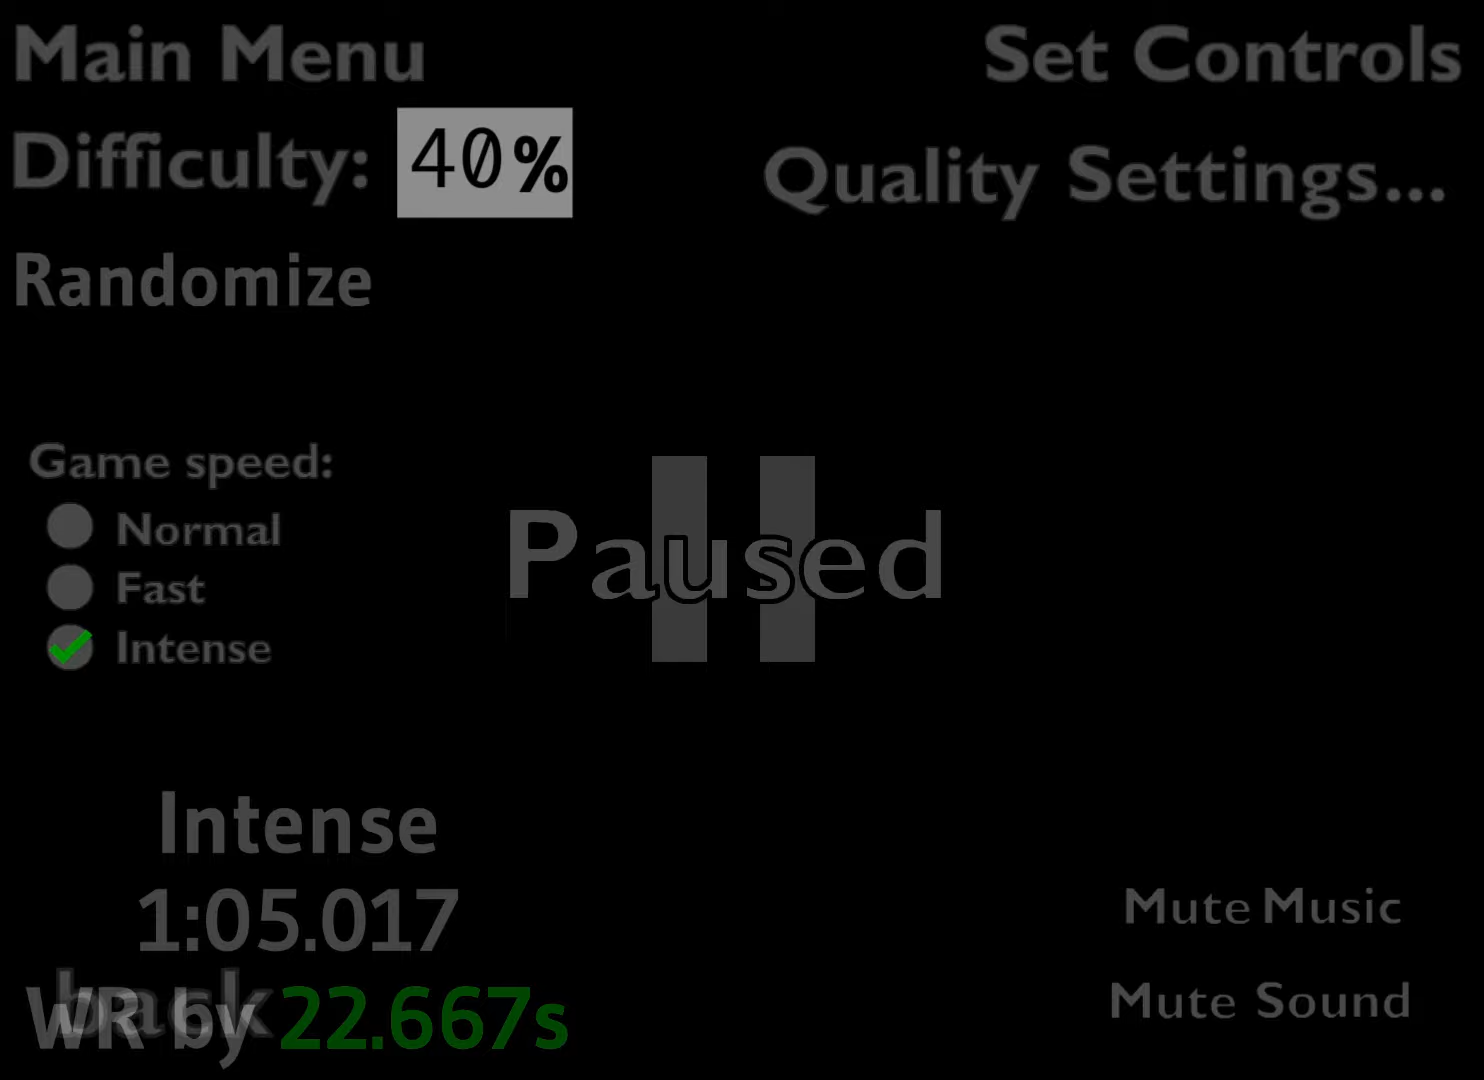 Main Menu
Set Controls
Difficulty: 40%
Quality Settings...
Randomize
Game speed:
Normal
Fast
Intense
Paused
Intense
1:05.017
back
WR by 22.667s
Mute Music
Mute Sound